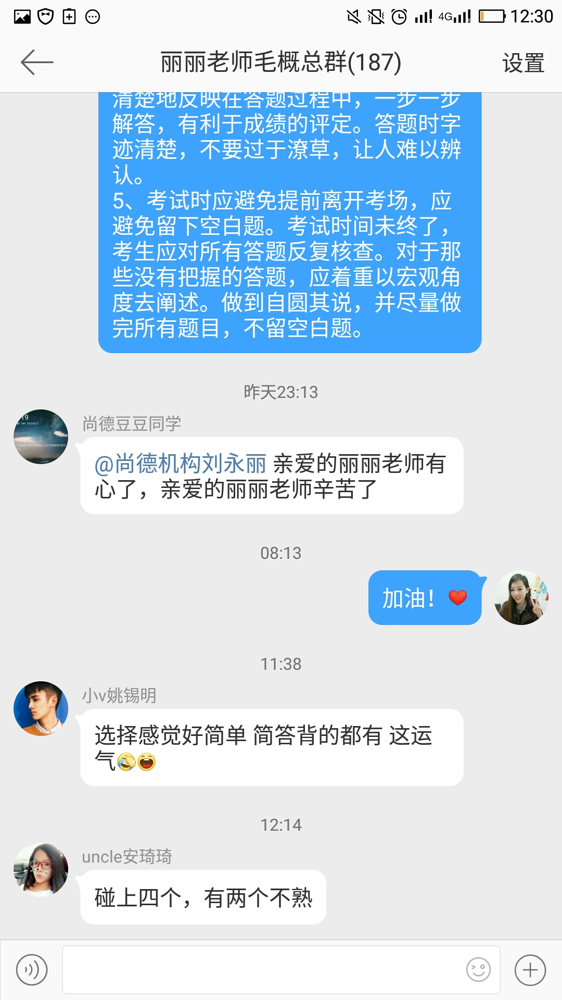 4G
12:30
丽丽老师毛概总群(187)
设置
清楚地反映在答题过程中，一步一步
解答，有利于成绩的评定。答题时字
迹清楚，不要过于潦草，让人难以辨
认。
5、考试时应避免提前离开考场，应
避免留下空白题。考试时间未终了，
考生应对所有答题反复核查。对于那
些没有把握的答题，应着重以宏观角
度去阐述。做到自圆其说，并尽量做
完所有题目，不留空白题。
昨天23:13
尚德豆豆同学
@尚德机构刘永丽 亲爱的丽丽老师有
心了，亲爱的丽丽老师辛苦了
08:13
加油！❤
11:38
小v姚锡明
选择感觉好简单 简答背的都有 这运
气🤣😄
12:14
uncle安琦琦
碰上四个，有两个不熟